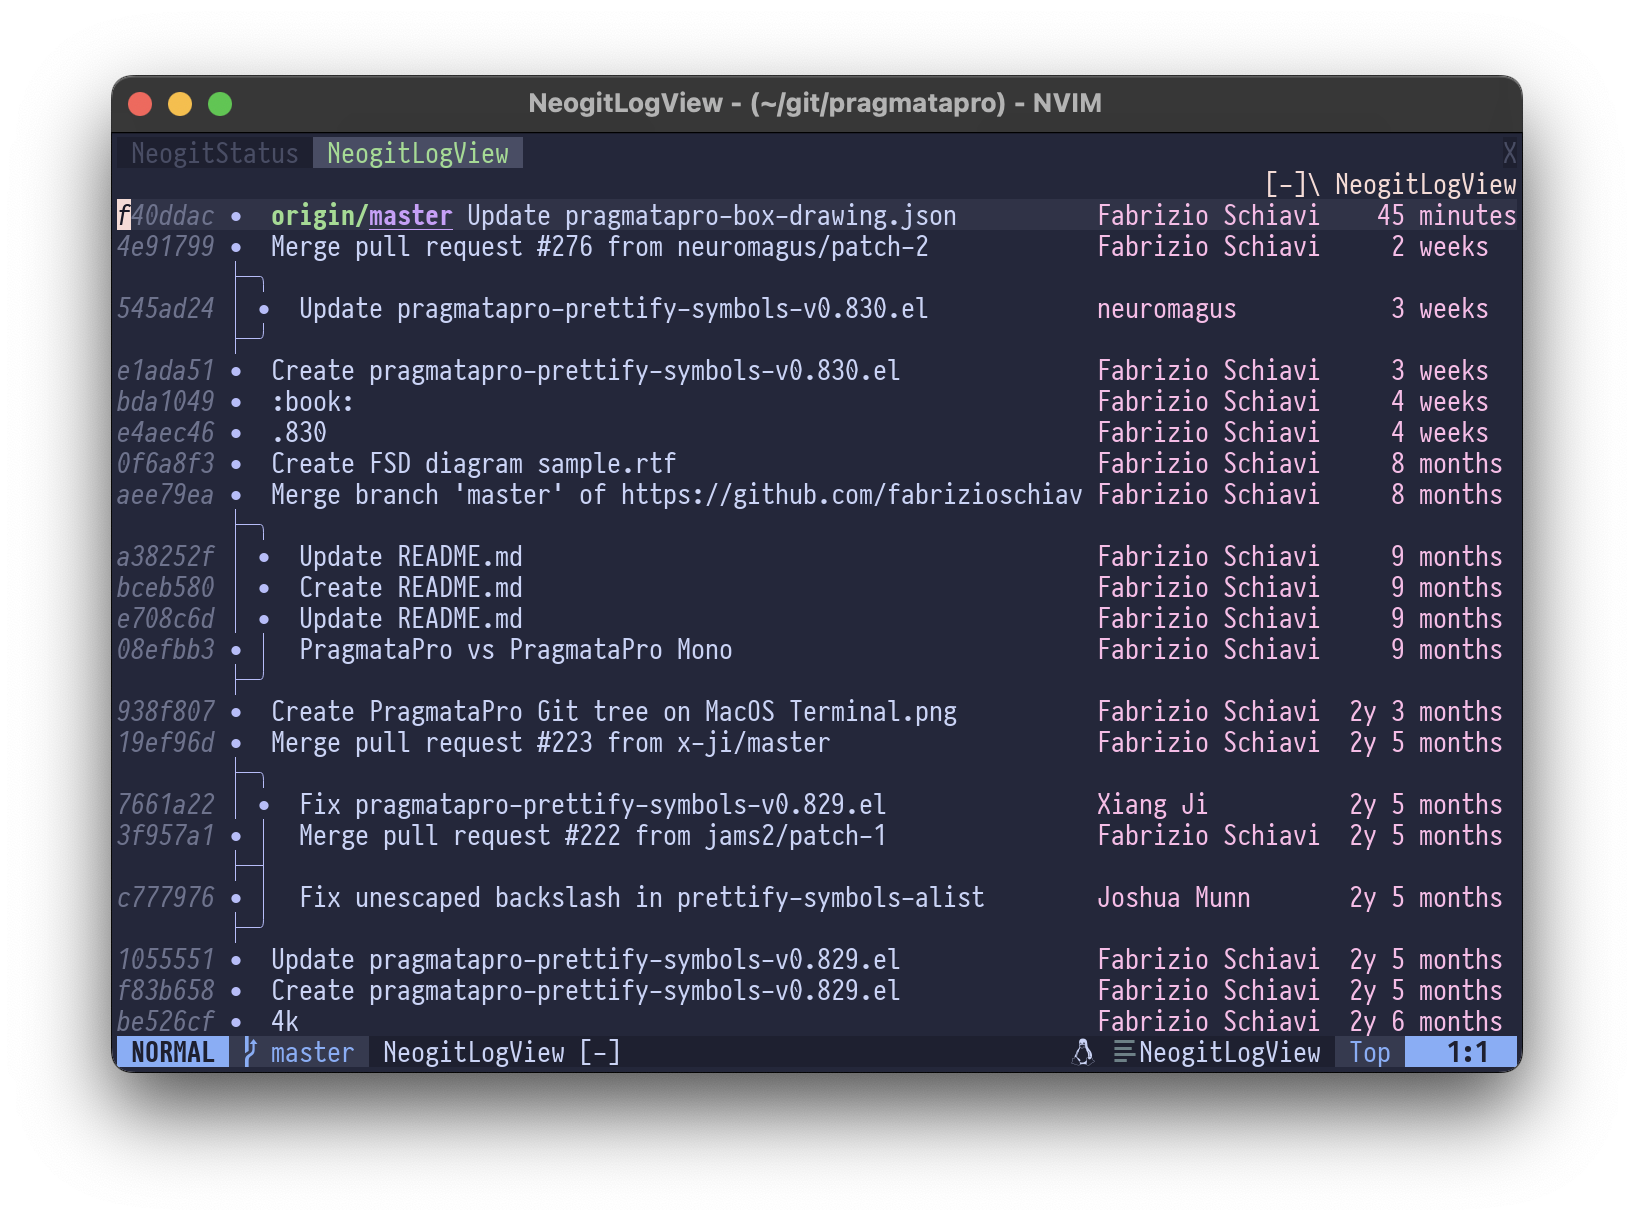 NeogitLogView - (~/git/pragmatapro) - NVIM
NeogitStatus NeogitLogView X
[-]\ NeogitLogView
f40ddac • origin/master Update pragmatapro-box-drawing.json Fabrizio Schiavi 45 minutes
4e91799 • Merge pull request #276 from neuromagus/patch-2 Fabrizio Schiavi 2 weeks
545ad24 • Update pragmatapro-prettify-symbols-v0.830.el neuromagus 3 weeks
e1ada51 • Create pragmatapro-prettify-symbols-v0.830.el Fabrizio Schiavi 3 weeks
bda1049 • :book: Fabrizio Schiavi 4 weeks
e4aec46 • .830 Fabrizio Schiavi 4 weeks
0f6a8f3 • Create FSD diagram sample.rtf Fabrizio Schiavi 8 months
aee79ea • Merge branch 'master' of https://github.com/fabrizioschiav Fabrizio Schiavi 8 months
a38252f • Update README.md Fabrizio Schiavi 9 months
bceb580 • Create README.md Fabrizio Schiavi 9 months
e708c6d • Update README.md Fabrizio Schiavi 9 months
08efbb3 • PragmataPro vs PragmataPro Mono Fabrizio Schiavi 9 months
938f807 • Create PragmataPro Git tree on MacOS Terminal.png Fabrizio Schiavi 2y 3 months
19ef96d • Merge pull request #223 from x-ji/master Fabrizio Schiavi 2y 5 months
7661a22 • Fix pragmatapro-prettify-symbols-v0.829.el Xiang Ji 2y 5 months
3f957a1 • Merge pull request #222 from jams2/patch-1 Fabrizio Schiavi 2y 5 months
c777976 • Fix unescaped backslash in prettify-symbols-alist Joshua Munn 2y 5 months
1055551 • Update pragmatapro-prettify-symbols-v0.829.el Fabrizio Schiavi 2y 5 months
f83b658 • Create pragmatapro-prettify-symbols-v0.829.el Fabrizio Schiavi 2y 5 months
be526cf • 4k Fabrizio Schiavi 2y 6 months
NORMAL master NeogitLogView [-] NeogitLogView Top 1:1